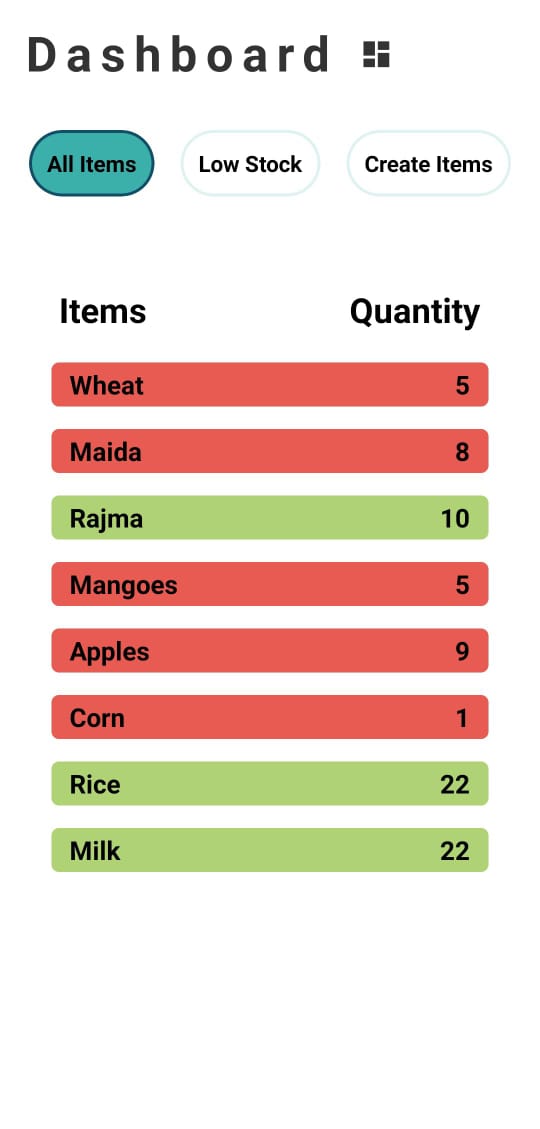 Dashboard
All Items Low Stock Create Items
Items Quantity
Wheat 5
Maida 8
Rajma 10
Mangoes 5
Apples 9
Corn 1
Rice 22
Milk 22